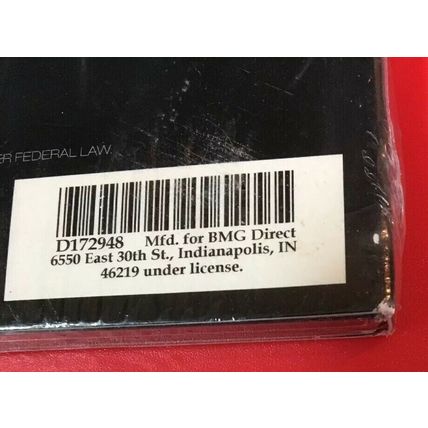 FEDERAL LAW.
D172948 Mfd. for BMG Direct
6550 East 30th St., Indianapolis, IN
46219 under license.